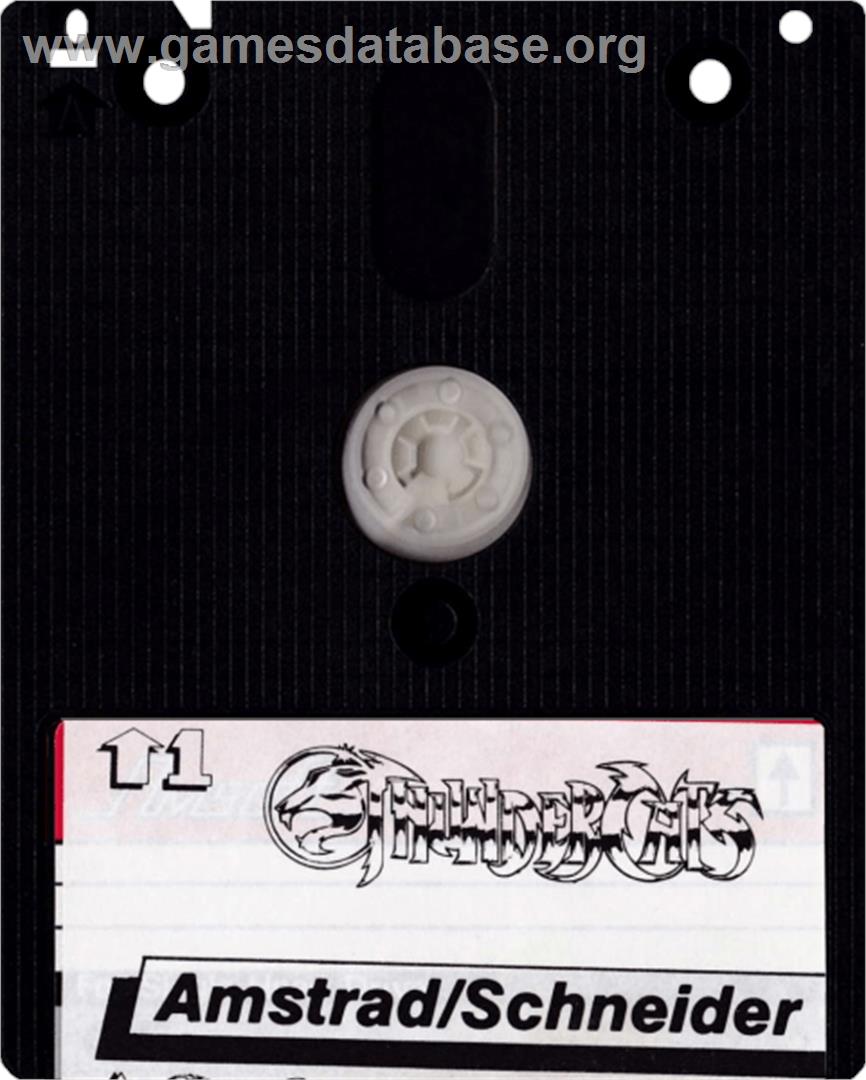 www.gamesdatabase.org
1
ThunderCats
Amstrad/Schneider